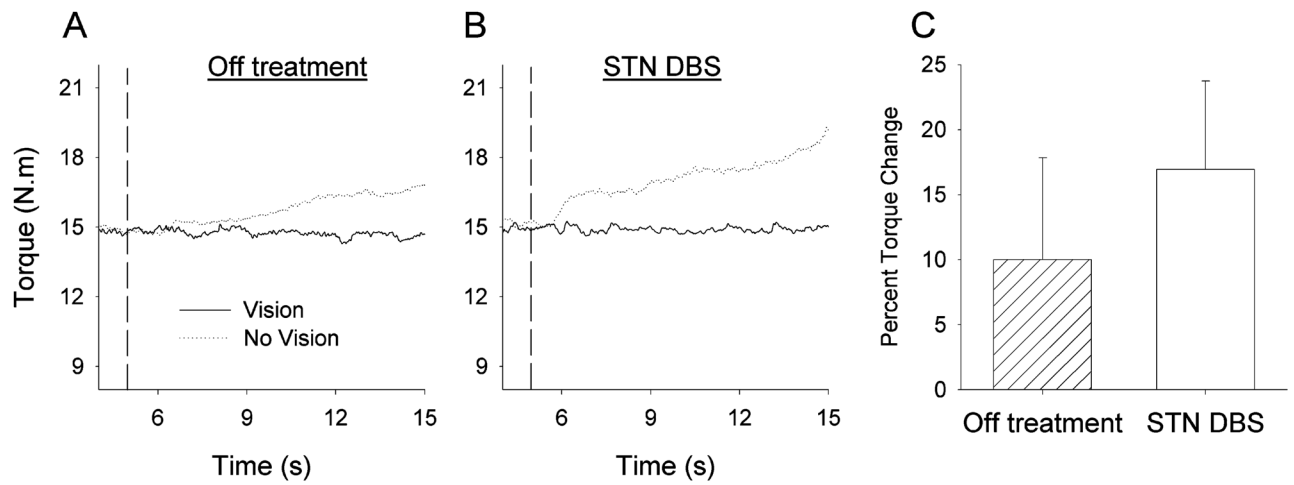 A
Off treatment
Torque (N.m)
21
18
15
12
9
Vision
No Vision
6
9
12
15
Time (s)
B
STN DBS
21
18
15
12
9
6
9
12
15
Time (s)
C
Percent Torque Change
25
20
15
10
5
0
Off treatment
STN DBS